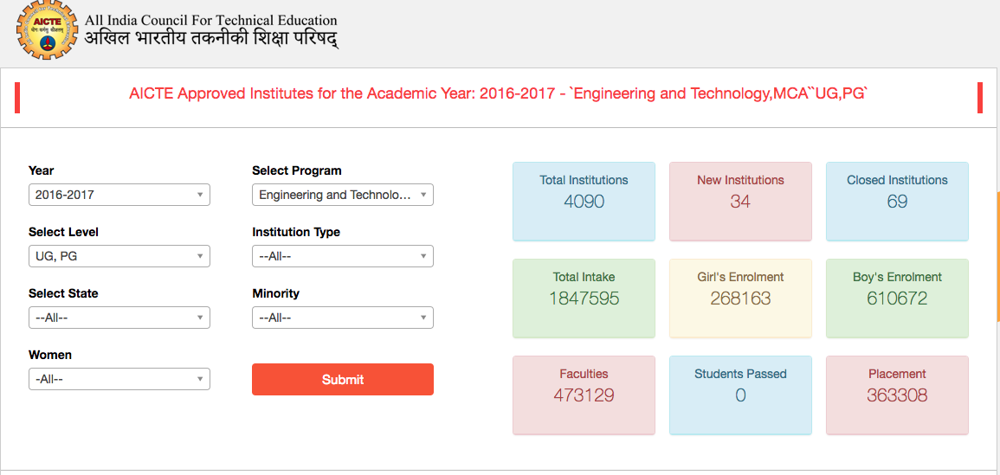 AICTE
All India Council For Technical Education
अखिल भारतीय तकनीकी शिक्षा परिषद्
AICTE Approved Institutes for the Academic Year: 2016-2017 - `Engineering and Technology,MCA``UG,PG`
Year
2016-2017
Select Program
Engineering and Technolo...
Select Level
UG, PG
Institution Type
--All--
Select State
--All--
Minority
--All--
Women
-All--
Submit
Total Institutions
4090
New Institutions
34
Closed Institutions
69
Total Intake
1847595
Girl's Enrolment
268163
Boy's Enrolment
610672
Faculties
473129
Students Passed
0
Placement
363308